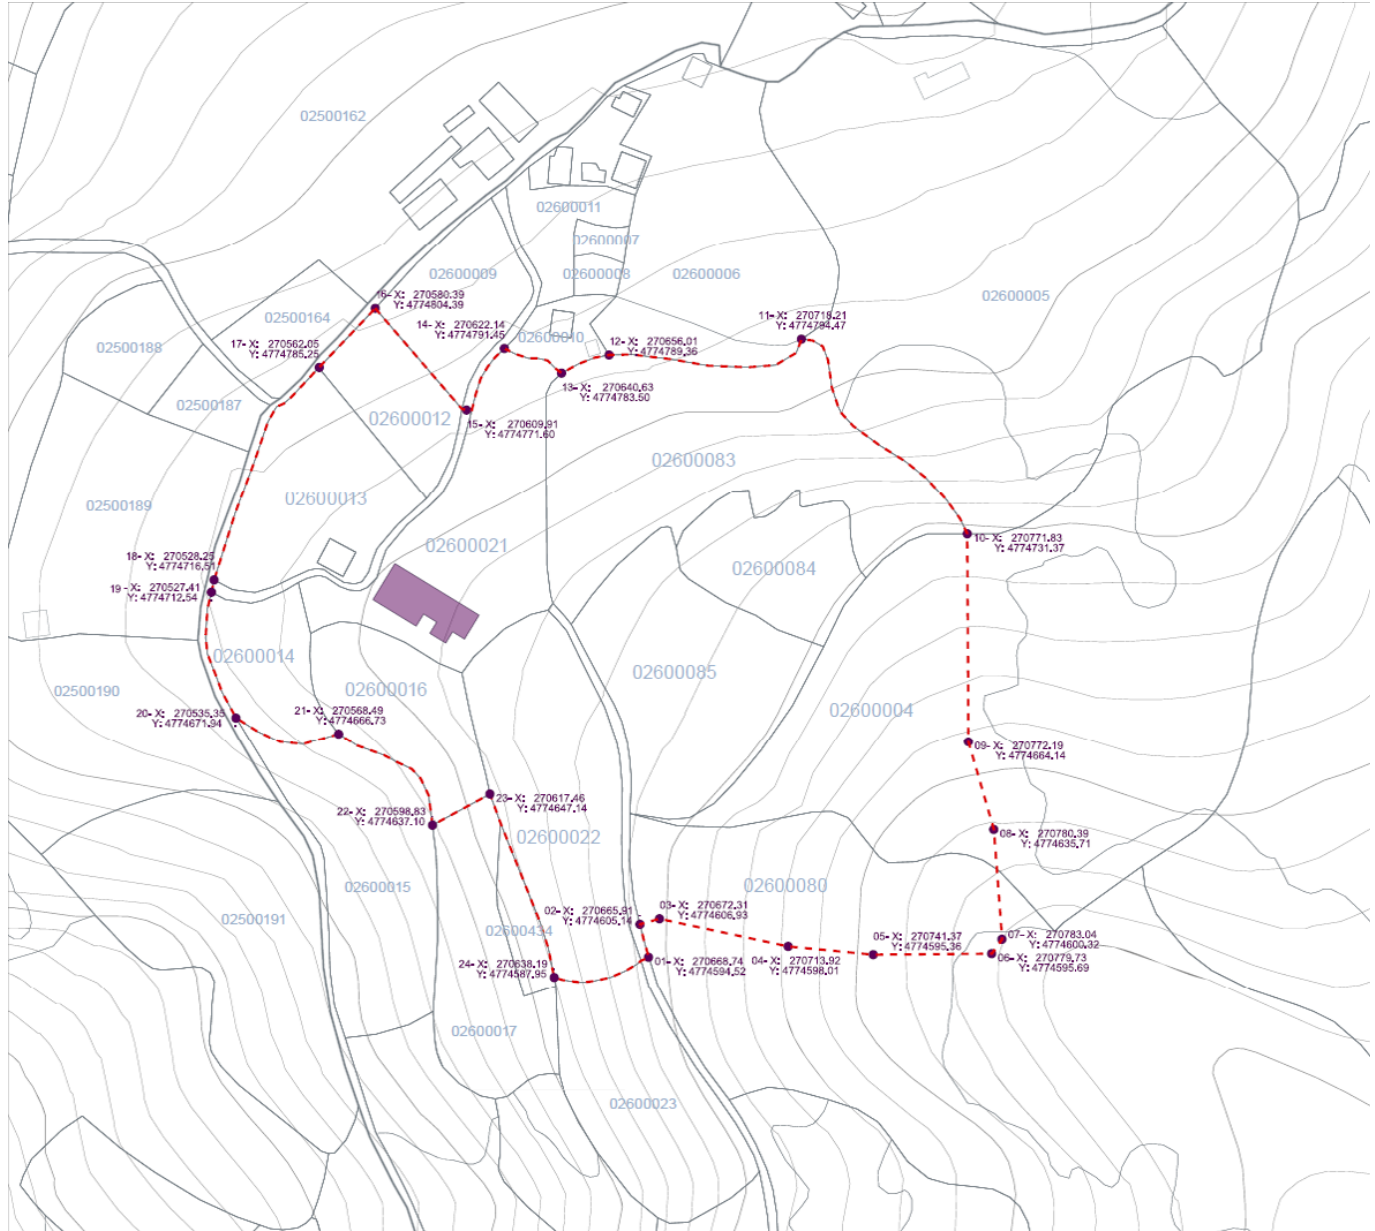 02500162
02600011
02600007
02600009
02600008
02600006
02600005
16- X: 270580.39
Y: 4774804.39
02500164
14- X: 270622.14
Y: 4774791.45
02600010
11- X: 270718.21
Y: 4774794.47
17- X: 270562.05
Y: 4774785.25
12- X: 270656.01
Y: 4774789.36
02500188
13- X: 270640.63
Y: 4774783.50
02500187
02600012
15- X: 270609.91
Y: 4774771.60
02600083
02600013
02500189
10- X: 270771.83
Y: 4774731.37
02600021
18- X: 270528.25
Y: 4774716.51
02600084
19- X: 270527.41
Y: 4774712.54
02600014
02600085
02500190
02600016
02600004
20- X: 270535.35
Y: 4774671.94
21- X: 270568.49
Y: 4774666.73
09- X: 270772.19
Y: 4774664.14
23- X: 270617.46
Y: 4774647.14
22- X: 270598.83
Y: 4774637.10
02600022
08- X: 270780.39
Y: 4774635.71
02600015
02600080
02500191
02- X: 270665.91
Y: 4774605.14
03- X: 270672.31
Y: 4774606.93
02600434
05- X: 270741.37
Y: 4774595.36
07- X: 270783.04
Y: 4774600.32
24- X: 270638.19
Y: 4774587.95
01- X: 270668.74
Y: 4774594.52
04- X: 270713.92
Y: 4774598.01
06- X: 270779.73
Y: 4774595.69
02600017
02600023